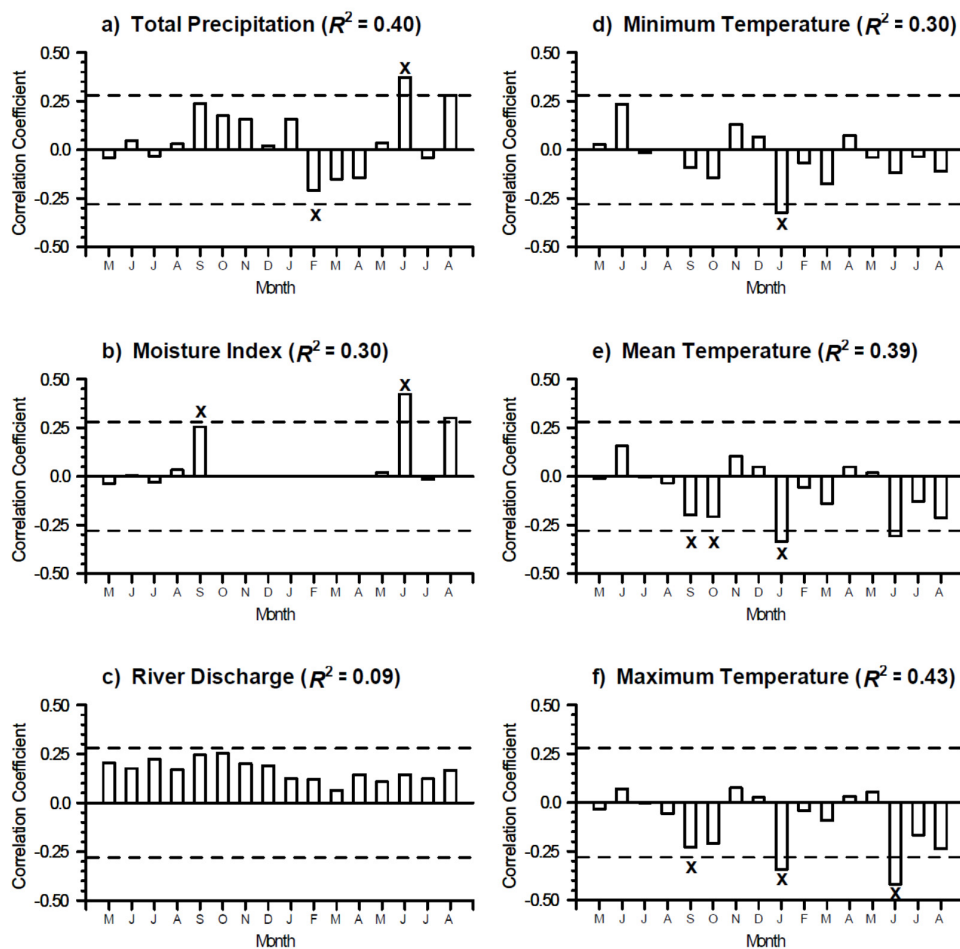 a) Total Precipitation (R² = 0.40)
Correlation Coefficient
0.50
0.25
0.0
-0.25
-0.50
X
X
M J J A S O N D J F M A M J J A
Month
b) Moisture Index (R² = 0.30)
Correlation Coefficient
0.50
0.25
0.0
-0.25
-0.50
X
X
M J J A S O N D J F M A M J J A
Month
c) River Discharge (R² = 0.09)
Correlation Coefficient
0.50
0.25
0.0
-0.25
-0.50
M J J A S O N D J F M A M J J A
Month
d) Minimum Temperature (R² = 0.30)
Correlation Coefficient
0.50
0.25
0.0
-0.25
-0.50
X
M J J A S O N D J F M A M J J A
Month
e) Mean Temperature (R² = 0.39)
Correlation Coefficient
0.50
0.25
0.0
-0.25
-0.50
X X X
M J J A S O N D J F M A M J J A
Month
f) Maximum Temperature (R² = 0.43)
Correlation Coefficient
0.50
0.25
0.0
-0.25
-0.50
X X X
M J J A S O N D J F M A M J J A
Month